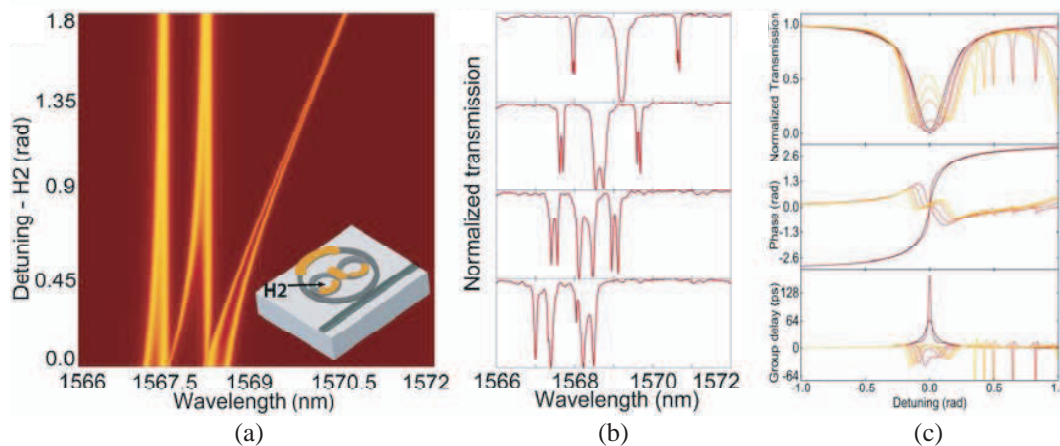 Detuning - H2 (rad)
1.8
1.35
0.9
0.45
0.0
H2
1566 1567.5 1569 1570.5 1572
Wavelength (nm)
(a)
Normalized transmission
1566 1568 1570 1572
Wavelength (nm)
(b)
Normalized Transmission
1.0
0.5
0.0
Phase (rad)
2.6
1.3
0.0
-1.3
-2.6
Group delay (ps)
128
64
0
-64
-1.0 -0.5 0.0 0.5 1.0
Detuning (rad)
(c)